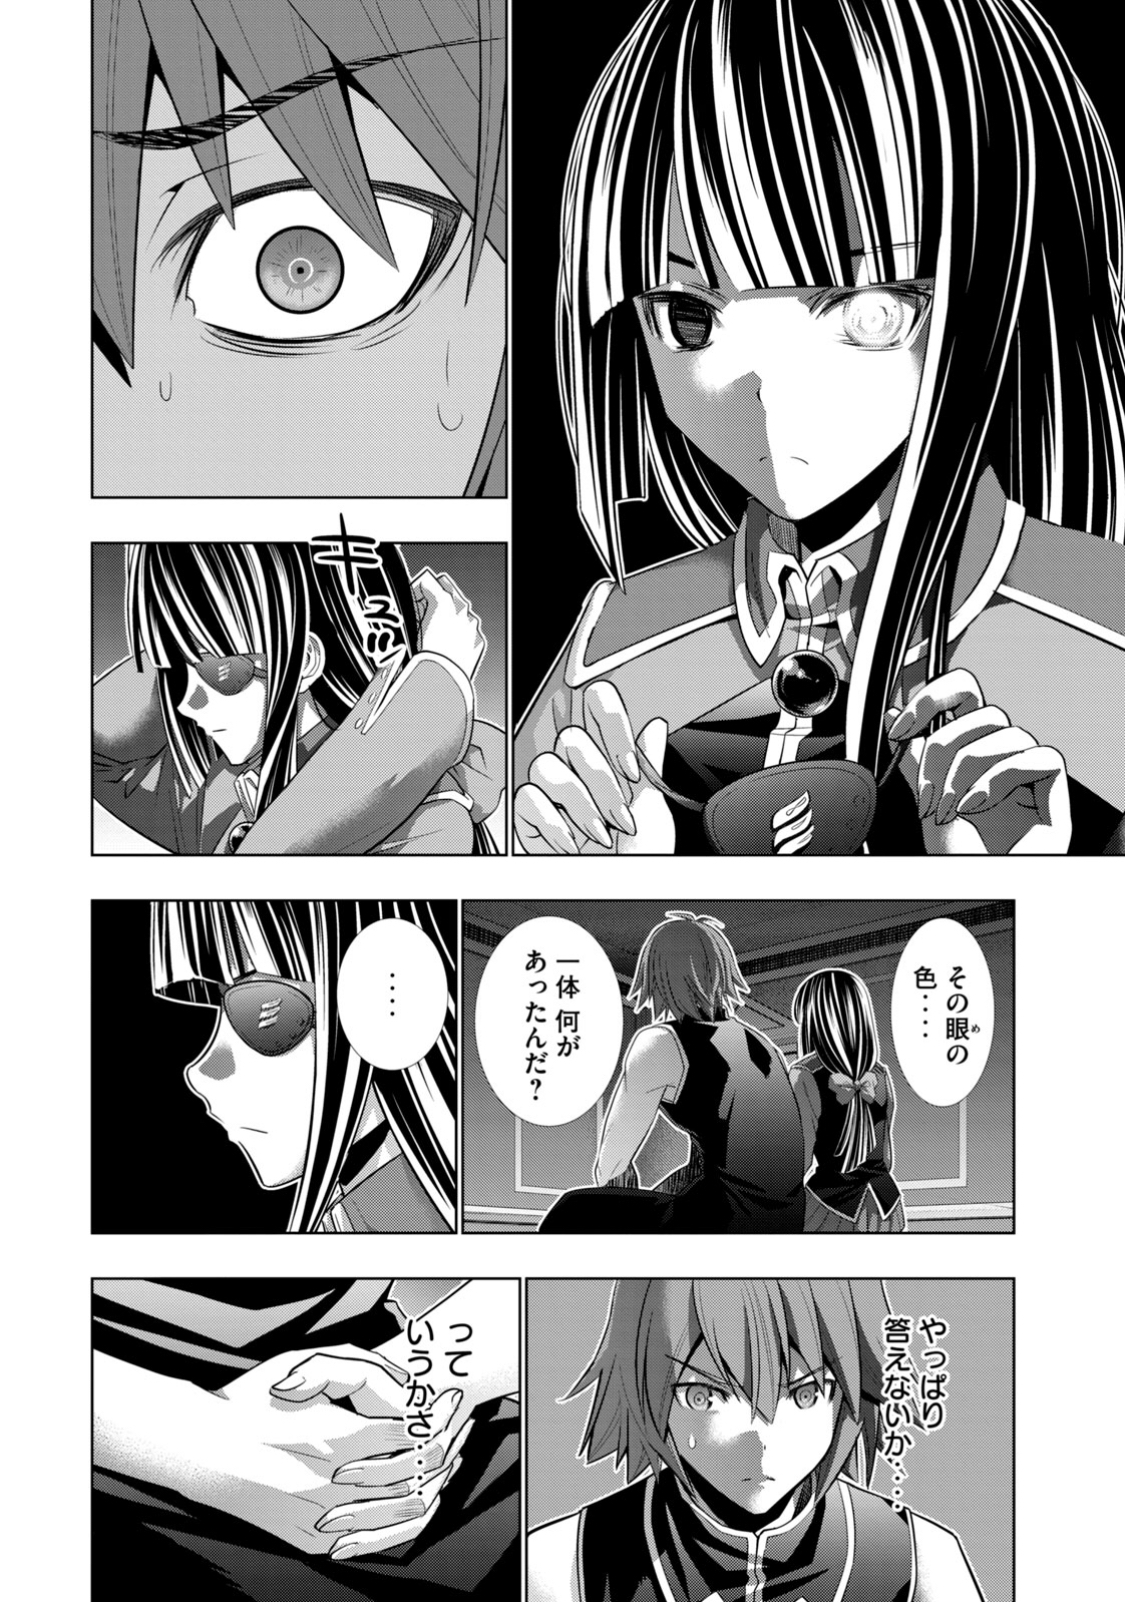 キュッ
その眼の
め
色‥‥
一体 何が
あったんだ?
‥‥
やっぱり
答えないか‥‥
って
いうかさ‥‥